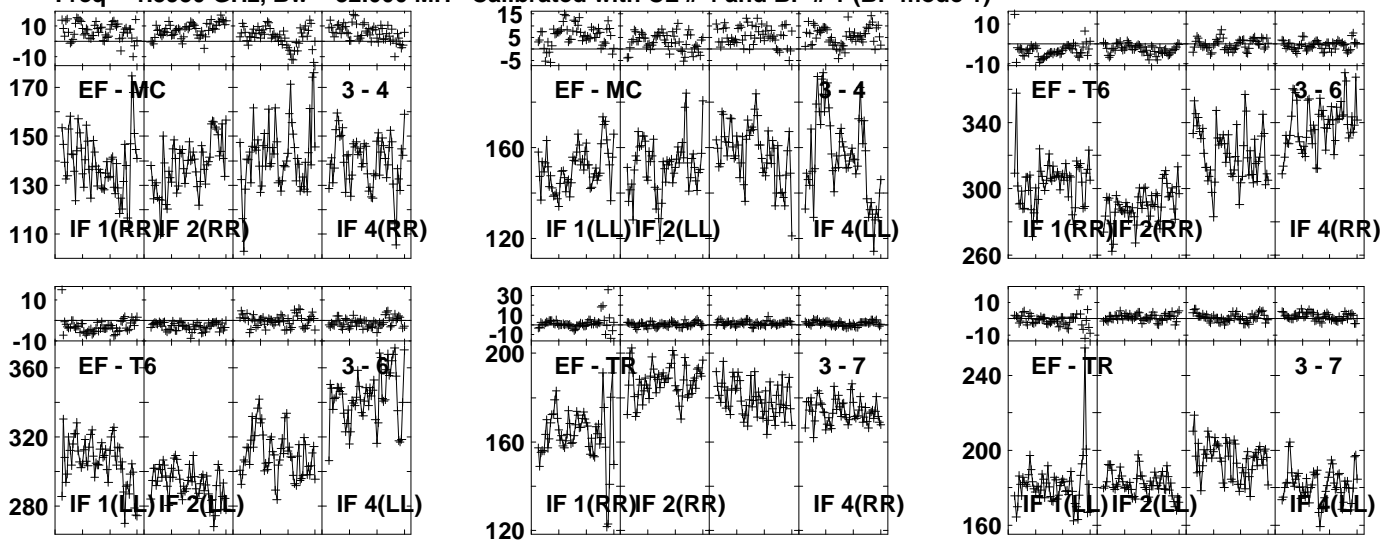 Freq = GHz, Bw = Calibrated with CL # and BP # (BP mode 1)
10
-10
170
150
130
110
EF - MC
3 - 4
IF 1(RR)
IF 2(RR)
IF 4(RR)
15
5
-5
160
120
EF - MC
3 - 4
IF 1(LL)
IF 2(LL)
IF 4(LL)
10
-10
340
300
260
EF - T6
3 - 6
IF 1(RR)
IF 2(RR)
IF 4(RR)
10
-10
360
320
280
EF - T6
3 - 6
IF 1(LL)
IF 2(LL)
IF 4(LL)
30
10
-10
200
160
120
EF - TR
3 - 7
IF 1(RR)
IF 2(RR)
IF 4(RR)
10
-10
240
200
160
EF - TR
3 - 7
IF 1(LL)
IF 2(LL)
IF 4(LL)